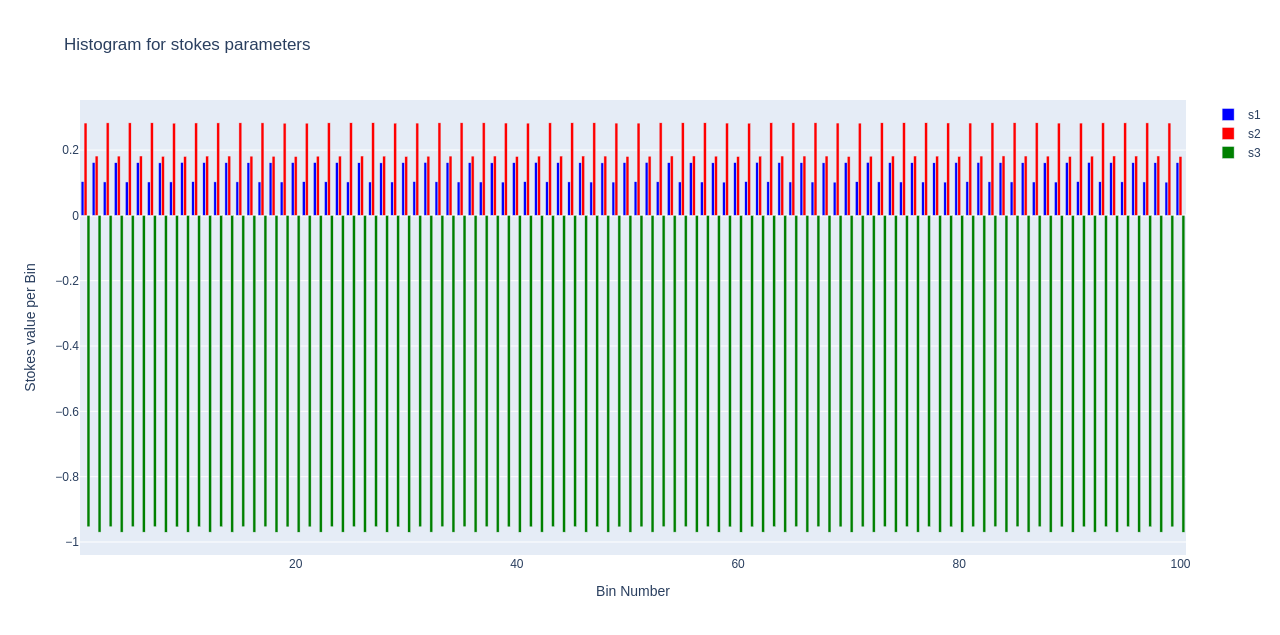 Histogram for stokes parameters
s1
s2
s3
Stokes value per Bin
0.2
0
−0.2
−0.4
−0.6
−0.8
−1
20
40
60
80
100
Bin Number